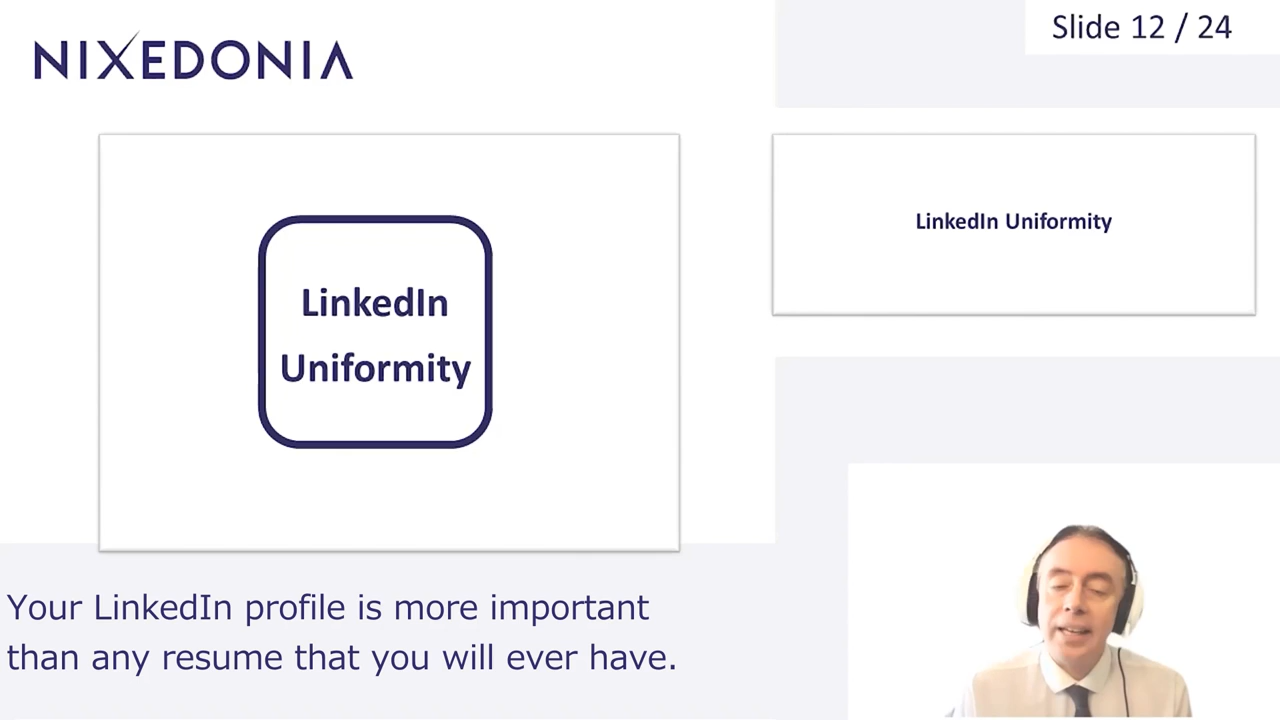 NIXEDONIA
Slide 12 / 24
LinkedIn
Uniformity
LinkedIn Uniformity
Your LinkedIn profile is more important
than any resume that you will ever have.